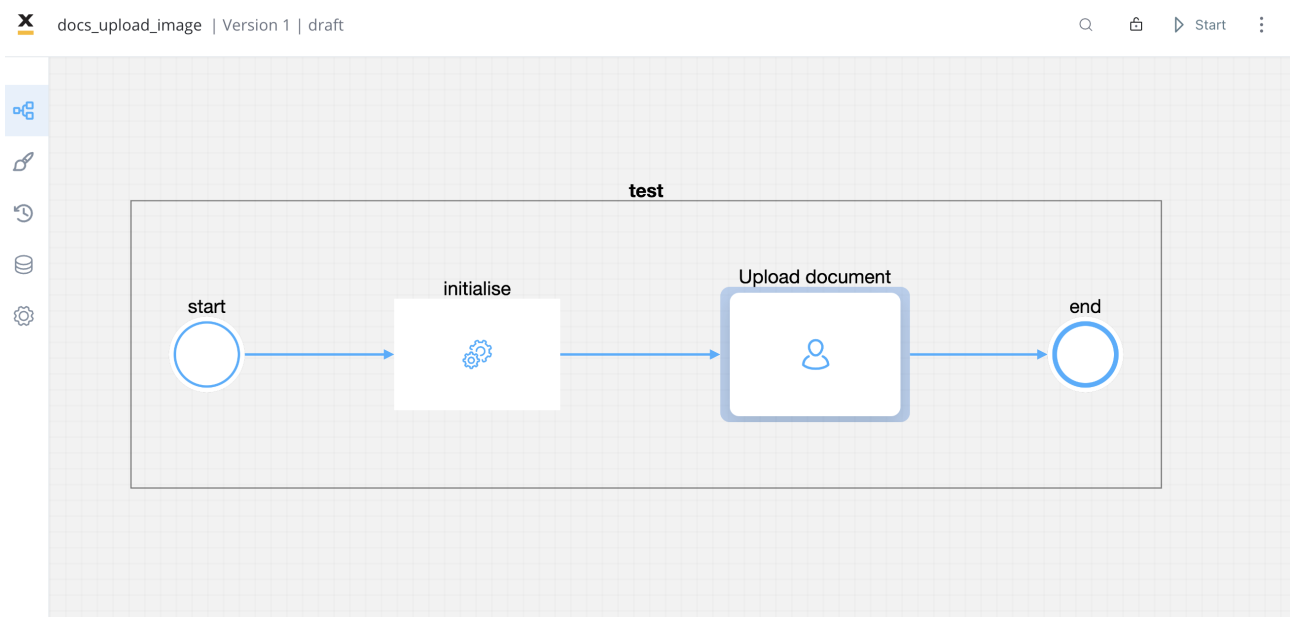 docs_upload_image | Version 1 | draft
Start
test
start
initialise
Upload document
end